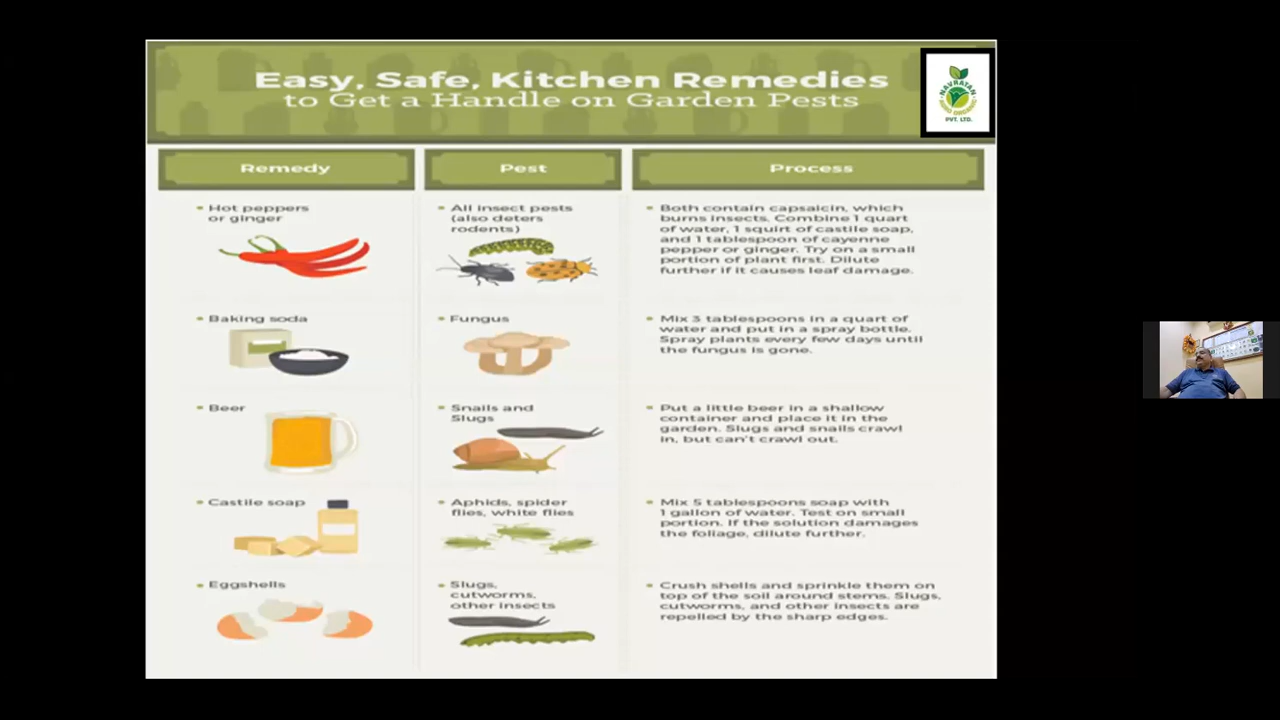 Easy, Safe, Kitchen Remedies
to Get a Handle on Garden Pests
NAVRAYAN
AGRO ORGANIC
PVT. LTD.
Remedy
Pest
Process
• Hot peppers
or ginger
• All insect pests
(also deters
rodents)
• Both contain capsaicin, which
burns insects. Combine 1 quart
of water, 1 squirt of castile soap,
and 1 tablespoon of cayenne
pepper or ginger. Try on a small
portion of plant first. Dilute
further if it causes leaf damage.
• Baking soda
• Fungus
• Mix 3 tablespoons in a quart of
water and put in a spray bottle.
Spray plants every few days until
the fungus is gone.
• Beer
• Snails and
Slugs
• Put a little beer in a shallow
container and place it in the
garden. Slugs and snails crawl
in, but can't crawl out.
• Castile soap
• Aphids, spider
flies, white flies
• Mix 5 tablespoons soap with
1 gallon of water. Test on small
portion. If the solution damages
the foliage, dilute further.
• Eggshells
• Slugs,
cutworms,
other insects
• Crush shells and sprinkle them on
top of the soil around stems. Slugs,
cutworms, and other insects are
repelled by the sharp edges.